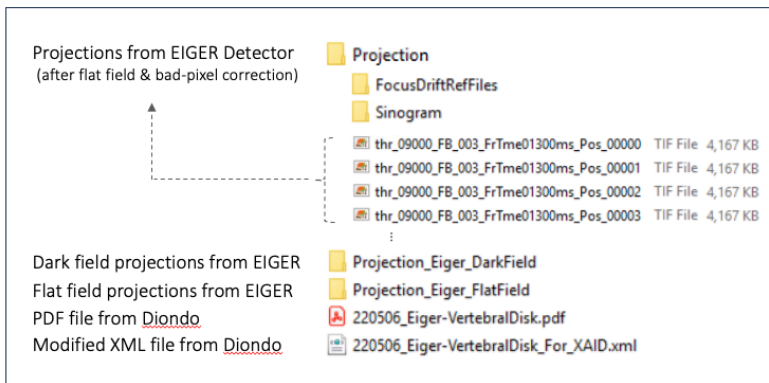 Projections from EIGER Detector
(after flat field & bad-pixel correction)
Projection
FocusDriftRefFiles
Sinogram
thr_09000_FB_003_FrTme01300ms_Pos_00000 TIF File 4,167 KB
thr_09000_FB_003_FrTme01300ms_Pos_00001 TIF File 4,167 KB
thr_09000_FB_003_FrTme01300ms_Pos_00002 TIF File 4,167 KB
thr_09000_FB_003_FrTme01300ms_Pos_00003 TIF File 4,167 KB
⋮
Dark field projections from EIGER Projection_Eiger_DarkField
Flat field projections from EIGER Projection_Eiger_FlatField
PDF file from Diondo 220506_Eiger-VertebralDisk.pdf
Modified XML file from Diondo 220506_Eiger-VertebralDisk_For_XAID.xml